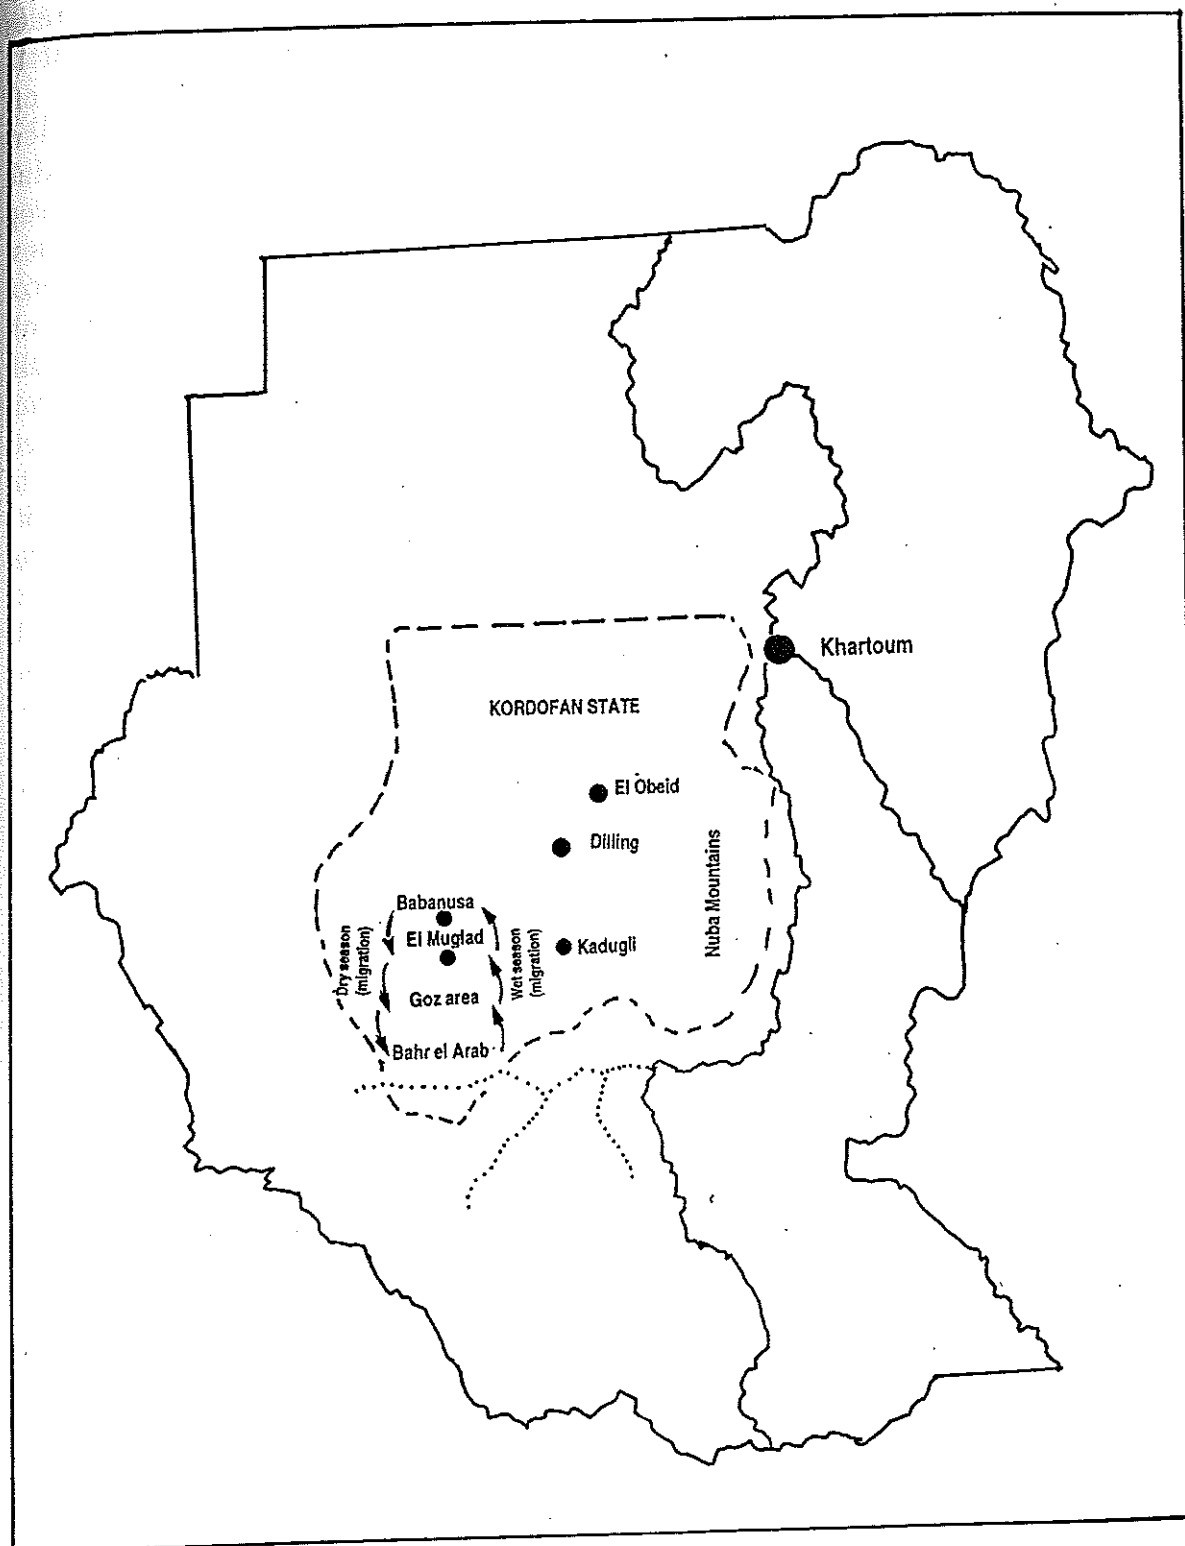 Khartoum
KORDOFAN STATE
El Obeid
Dilling
Nuba Mountains
Babanusa
El Muglad
Kadugli
Dry season
(migration)
Wet season
(migration)
Goz area
Bahr el Arab